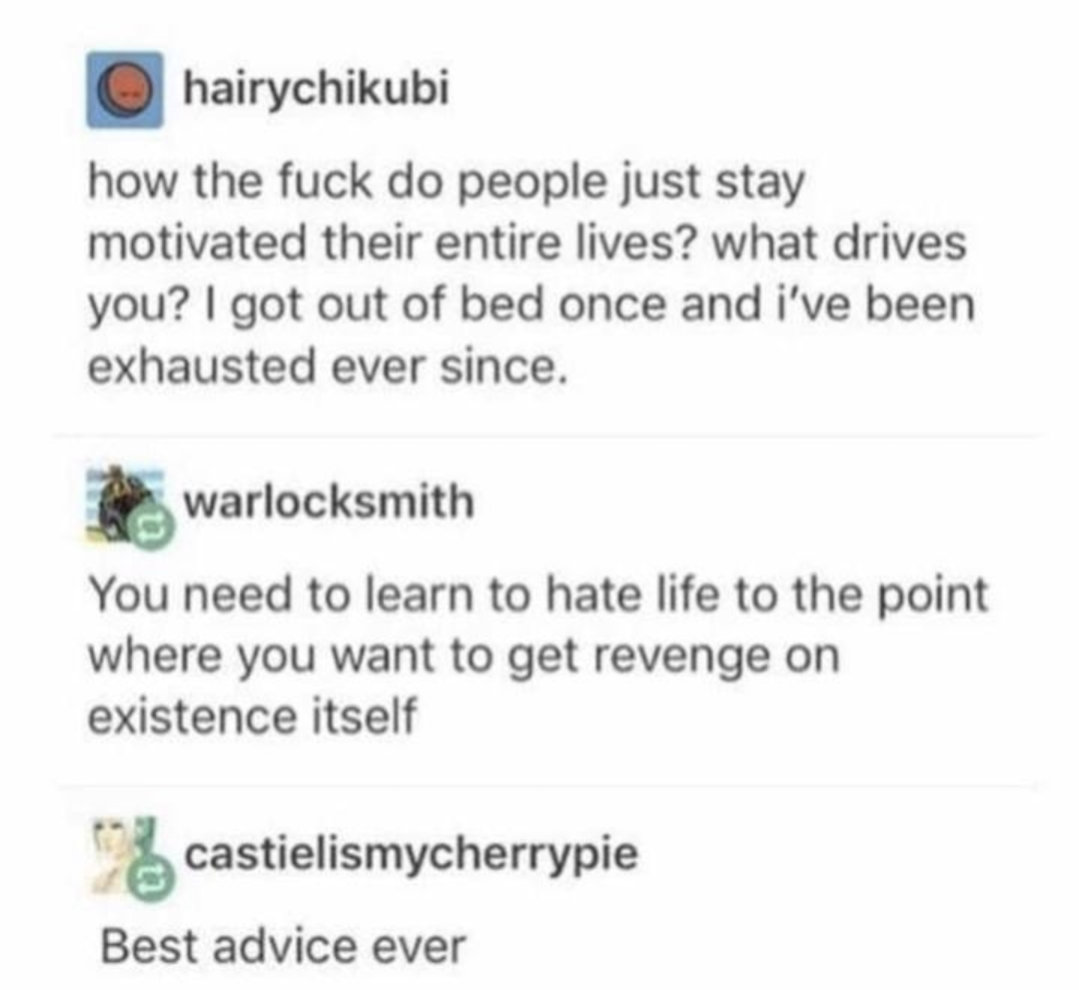 hairychikubi
how the fuck do people just stay
motivated their entire lives? what drives
you? I got out of bed once and i've been
exhausted ever since.
warlocksmith
You need to learn to hate life to the point
where you want to get revenge on
existence itself
castielismycherrypie
Best advice ever